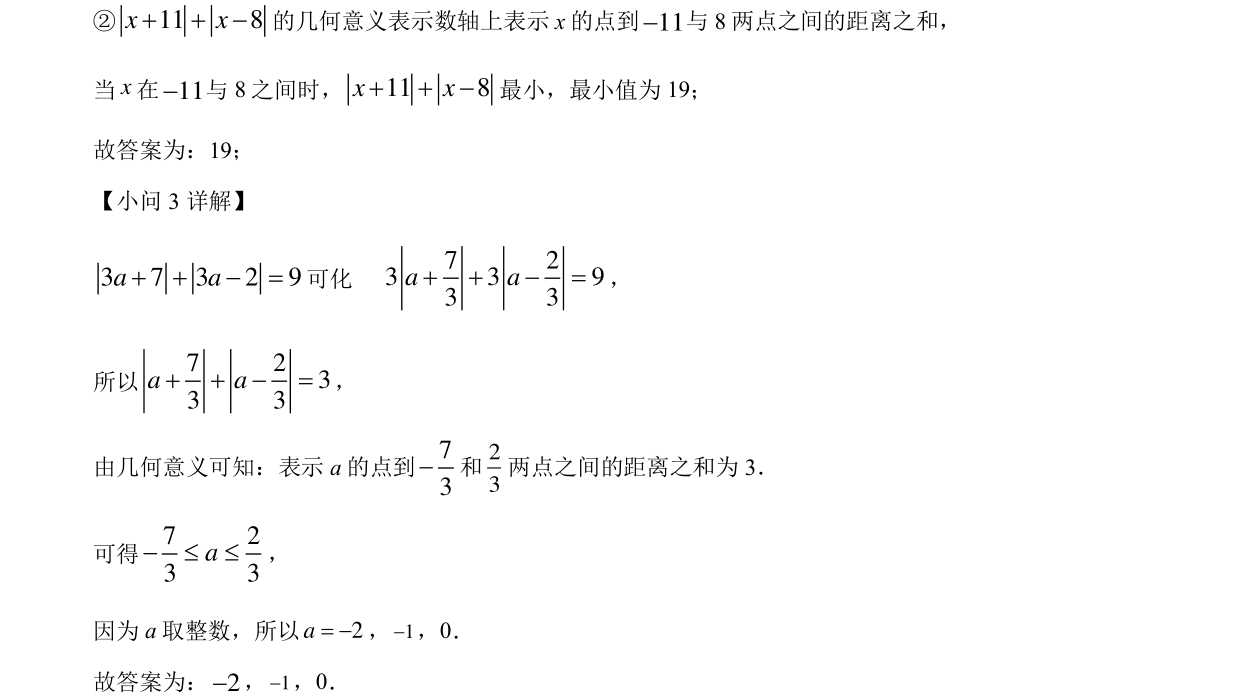 ②|x+11|+|x−8|的几何意义表示数轴上表示 x 的点到−11与 8 两点之间的距离之和，
当 x 在 −11与 8 之间时，|x+11|+|x−8| 最小，最小值为 19；
故答案为：19；
【小问 3 详解】
|3a+7|+|3a−2|=9 可化 3|a+7/3|+3|a−2/3|=9，
所以|a+7/3|+|a−2/3|=3，
由几何意义可知：表示 a 的点到−7/3 和 2/3 两点之间的距离之和为 3．
可得−7/3≤a≤2/3，
因为 a 取整数，所以a=−2，−1，0．
故答案为：−2，−1，0．